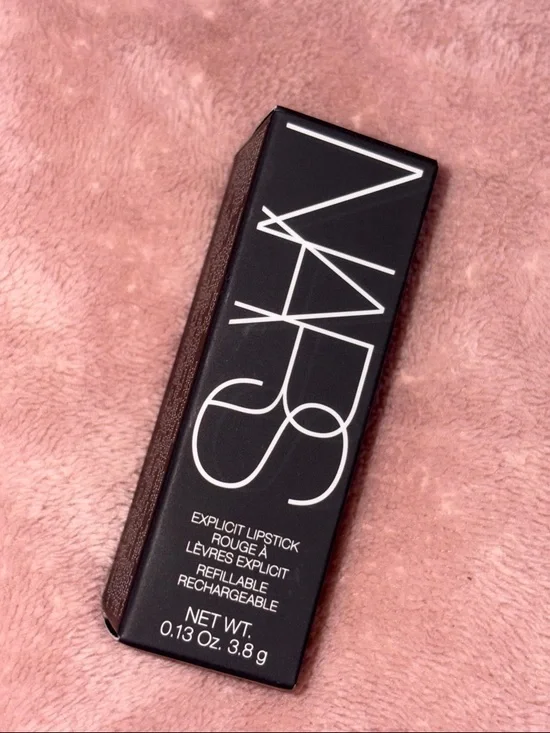 NARS
EXPLICIT LIPSTICK
ROUGE À
LÈVRES EXPLICIT
REFILLABLE
RECHARGEABLE
NET WT.
0.13 Oz. 3.8 g